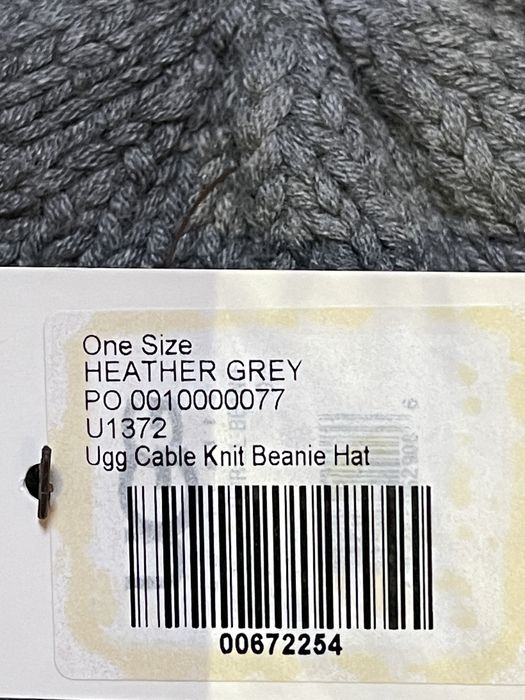 One Size
HEATHER GREY
PO 0010000077
U1372
Ugg Cable Knit Beanie Hat
00672254